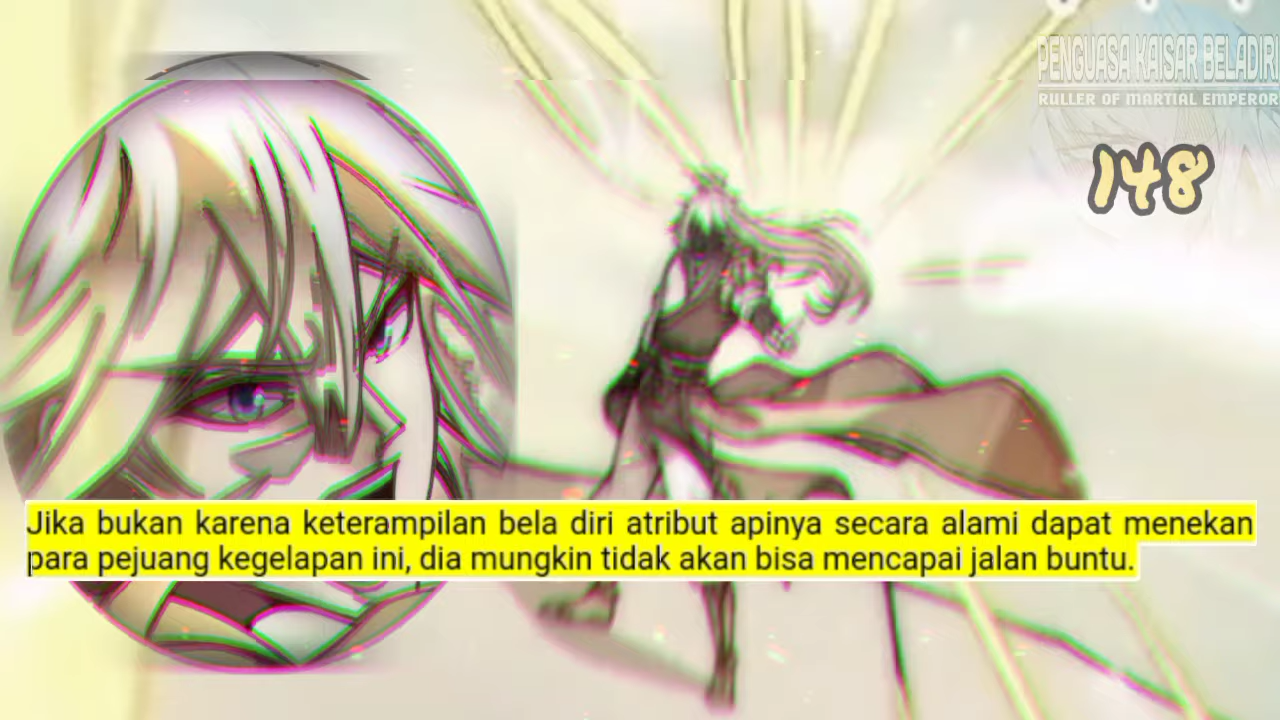 PENGUASA KAISAR BELADIRI
RULLER OF MARTIAL EMPEROR
148
Jika bukan karena keterampilan bela diri atribut apinya secara alami dapat menekan
para pejuang kegelapan ini, dia mungkin tidak akan bisa mencapai jalan buntu.